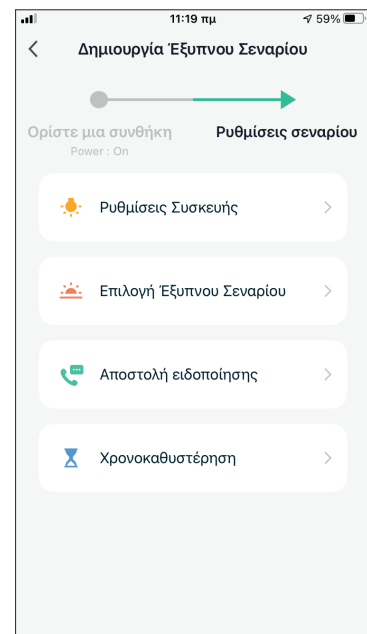 11:19 πμ 59%
Δημιουργία Έξυπνου Σεναρίου
Ορίστε μια συνθήκη Ρυθμίσεις σεναρίου
Power : On
Ρυθμίσεις Συσκευής
Επιλογή Έξυπνου Σεναρίου
Αποστολή ειδοποίησης
Χρονοκαθυστέρηση